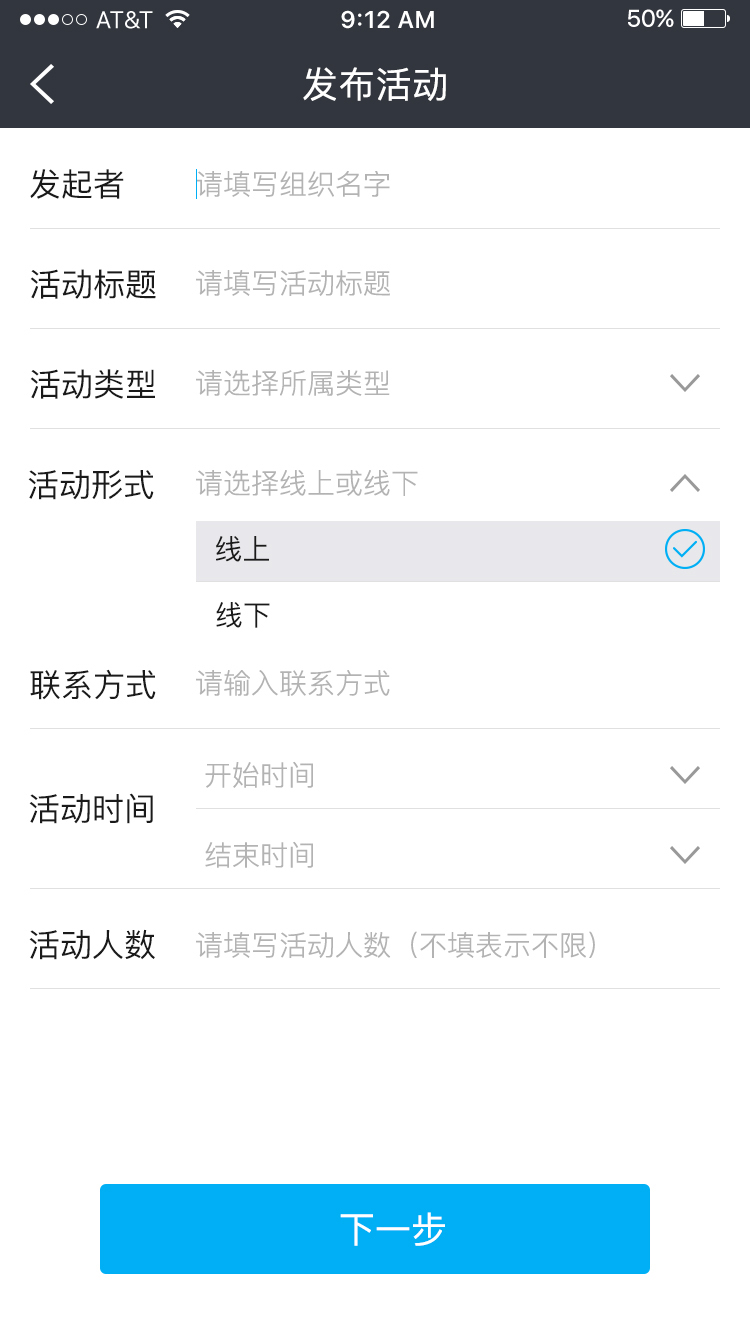 AT&T 9:12 AM 50%
发布活动
发起者 请填写组织名字
活动标题 请填写活动标题
活动类型 请选择所属类型
活动形式 请选择线上或线下
线上
线下
联系方式 请输入联系方式
活动时间 开始时间
结束时间
活动人数 请填写活动人数（不填表示不限）
下一步